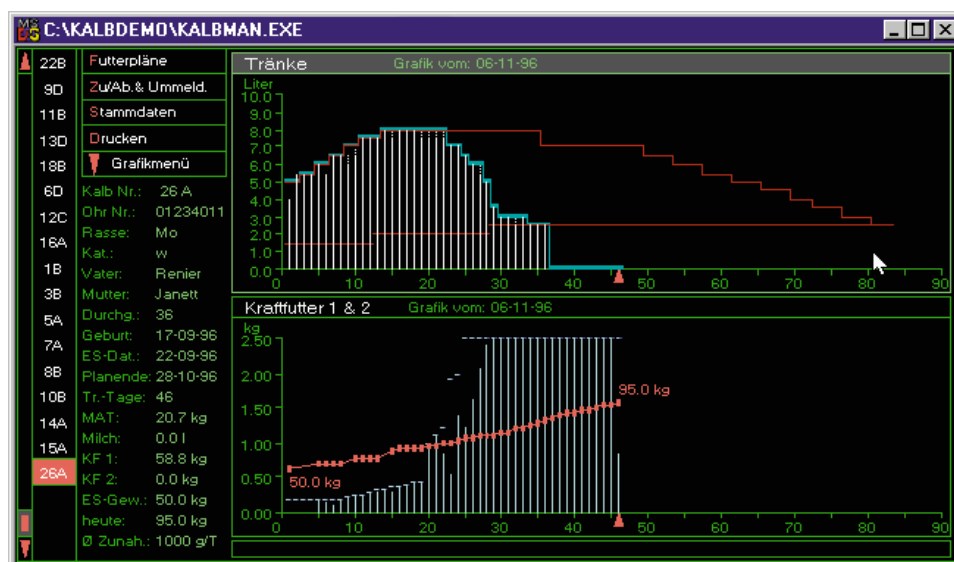 C:\KALBDEMO\KALBMAN.EXE
22B
9D
11B
13D
18B
6D
12C
16A
1B
3B
5A
7A
8B
10B
14A
15A
26A
Futterpläne
Zu/Ab.& Ummeld.
Stammdaten
Drucken
Grafikmenü
Kalb Nr.: 26 A
Ohr Nr.: 01234011
Rasse: Mo
Kat.: w
Vater: Renier
Mutter: Janett
Durchg.: 36
Geburt: 17-09-96
ES-Dat.: 22-09-96
Planende: 28-10-96
Tr.-Tage: 46
MAT: 20.7 kg
Milch: 0.0 l
KF 1: 58.8 kg
KF 2: 0.0 kg
ES-Gew.: 50.0 kg
heute: 95.0 kg
Ø Zunah.: 1000 g/T
Tränke Grafik vom: 06-11-96
Liter
10.0
9.0
8.0
7.0
6.0
5.0
4.0
3.0
2.0
1.0
0.0
0 10 20 30 40 50 60 70 80 90
Kraftfutter 1 & 2 Grafik vom: 06-11-96
kg
2.50
2.00
1.50
1.00
0.50
0.00
95.0 kg
50.0 kg
0 10 20 30 40 50 60 70 80 90